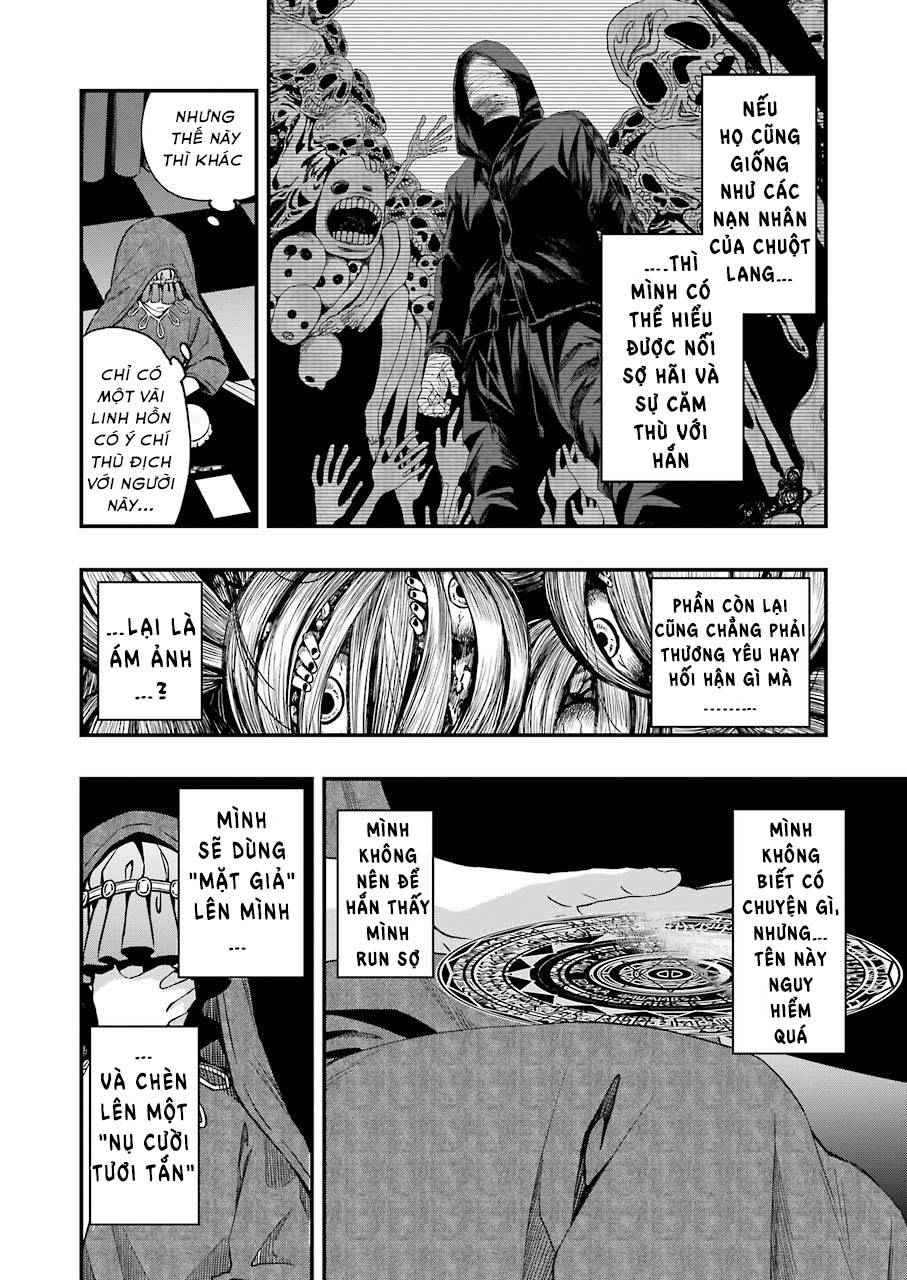 NẾU
HỌ CŨNG
GIỐNG
NHƯ CÁC
NẠN NHÂN
CỦA CHUỘT
LANG...
....THÌ
MÌNH CÓ
THỂ HIỂU
ĐƯỢC NỖI
SỢ HÃI VÀ
SỰ CĂM
THÙ VỚI
HẮN
NHƯNG
THẾ NÀY
THÌ KHÁC
CHỈ CÓ
MỘT VÀI
LINH HỒN
CÓ Ý CHÍ
THÙ ĐỊCH
VỚI NGƯỜI
NÀY...
PHẦN CÒN LẠI
CŨNG CHẲNG PHẢI
THƯƠNG YÊU HAY
HỐI HẬN GÌ MÀ
.........
...LẠI LÀ
ÁM ẢNH
...?
MÌNH
KHÔNG
BIẾT CÓ
CHUYỆN GÌ,
NHƯNG...
TÊN NÀY
NGUY
HIỂM
QUÁ
MÌNH
KHÔNG
NÊN ĐỂ
HẮN THẤY
MÌNH
RUN SỢ
MÌNH
SẼ DÙNG
"MẶT GIẢ"
LÊN MÌNH
...
...
VÀ CHÈN
LÊN MỘT
"NỤ CƯỜI
TƯƠI TẮN"